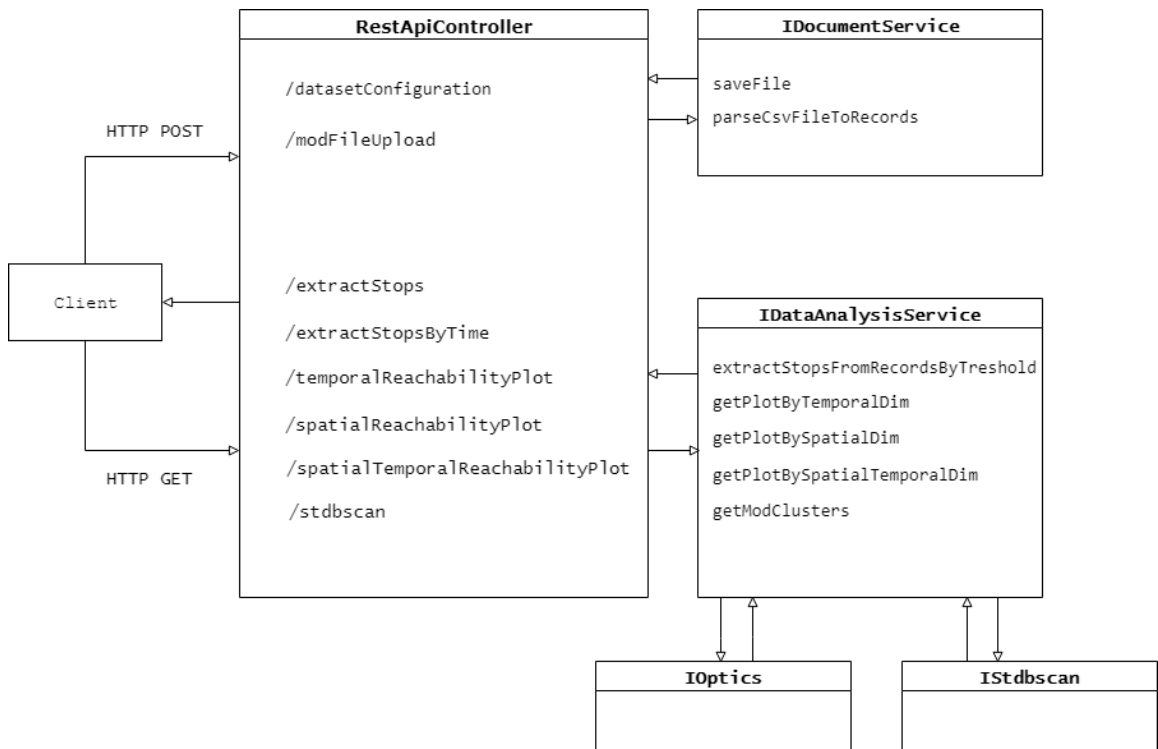 RestApiController
/datasetConfiguration
/modFileUpload
/extractStops
/extractStopsByTime
/temporalReachabilityPlot
/spatialReachabilityPlot
/spatialTemporalReachabilityPlot
/stdbscan
HTTP POST
Client
HTTP GET
IDocumentService
saveFile
parseCsvFileToRecords
IDataAnalysisService
extractStopsFromRecordsByTreshold
getPlotByTemporalDim
getPlotBySpatialDim
getPlotBySpatialTemporalDim
getModClusters
IOptics
IStdbscan